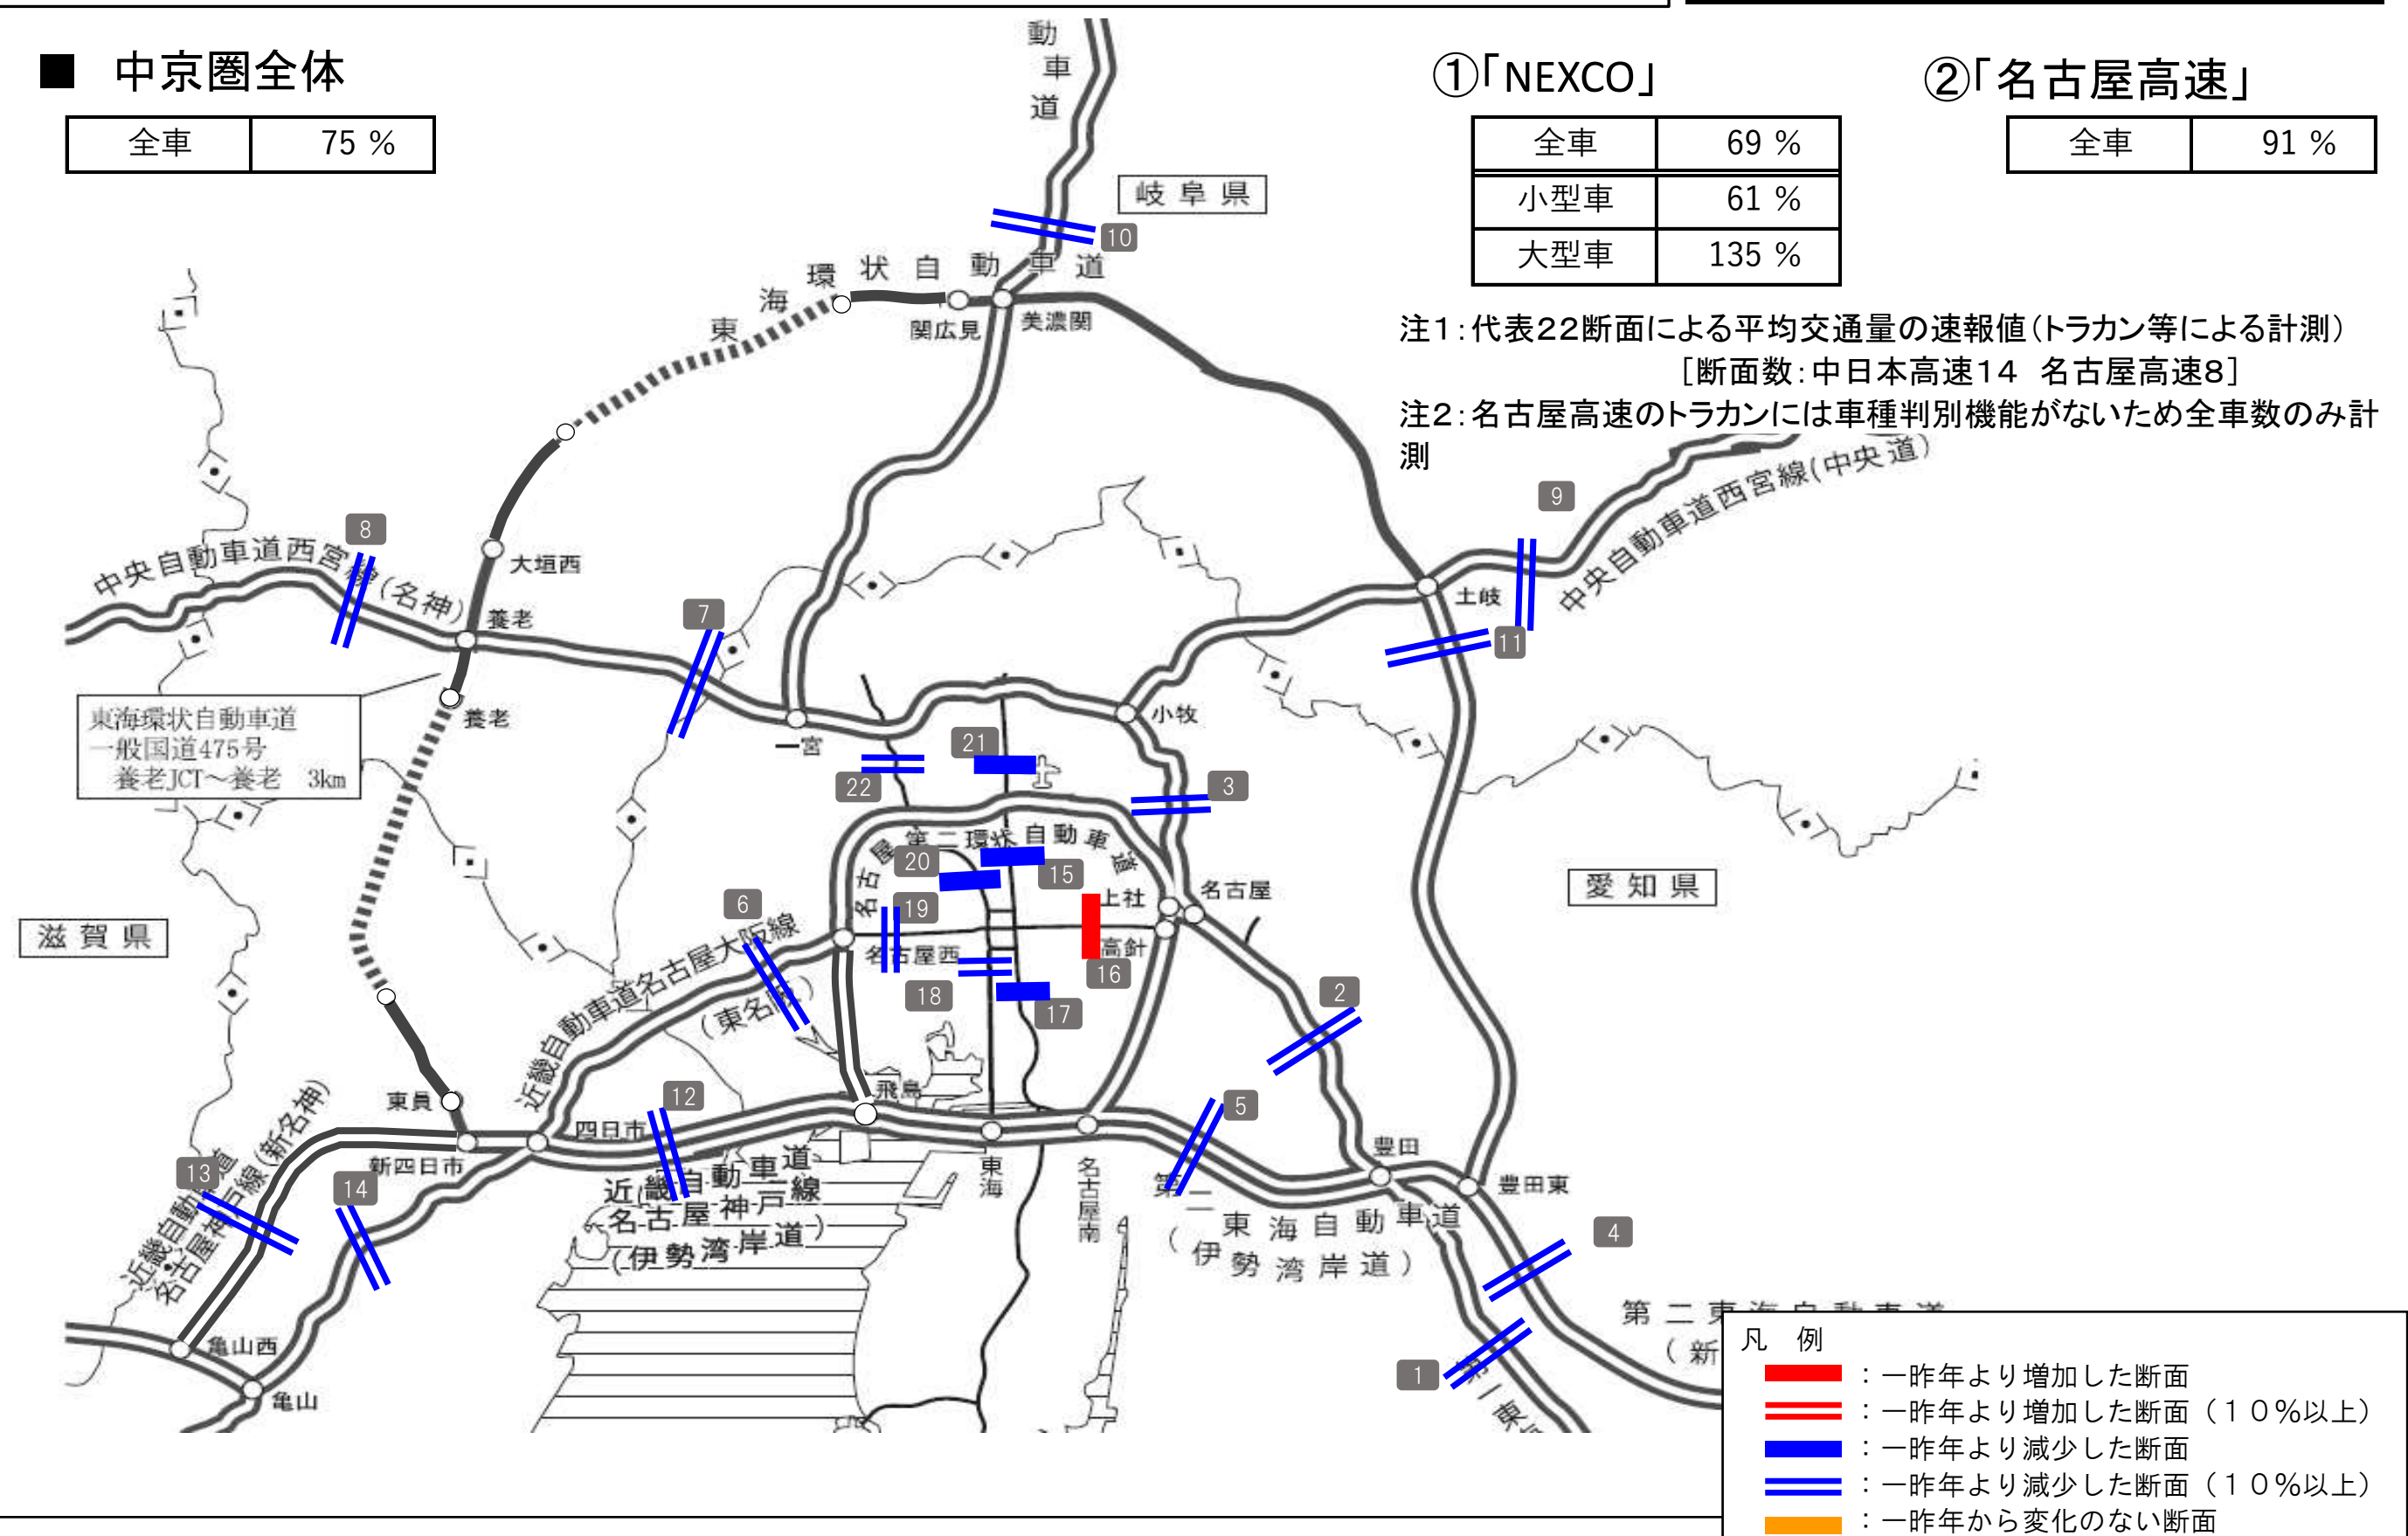 ■ 中京圏全体
全車 75 %
①「NEXCO」
全車 69 %
小型車 61 %
大型車 135 %
②「名古屋高速」
全車 91 %
注1:代表22断面による平均交通量の速報値(トラカン等による計測)
[断面数:中日本高速14 名古屋高速8]
注2:名古屋高速のトラカンには車種判別機能がないため全車数のみ計
測
動車道
岐阜県
10
東海環状自動車道
関広見
美濃関
中央自動車道西宮線(中央道)
9
8
中央自動車道西宮線(名神)
大垣西
養老
7
土岐
11
養老
東海環状自動車道
一般国道475号
養老JCT~養老 3km
一宮
小牧
21
22
3
名古屋第二環状自動車道
20
15
上社
名古屋
愛知県
19
6
名古屋西
高針
16
滋賀県
近畿自動車道名古屋大阪線
(東名阪)
18
17
2
飛島
12
5
東員
四日市
新四日市
近畿自動車道
名古屋神戸線(新名神)
13
14
近畿自動車道
名古屋神戸線
(伊勢湾岸道)
東海
名古屋南
豊田
豊田東
第二東海自動車道
(伊勢湾岸道)
4
亀山西
亀山
1
第一東
第二東海自動車道
(新
凡 例
:一昨年より増加した断面
:一昨年より増加した断面(10%以上)
:一昨年より減少した断面
:一昨年より減少した断面(10%以上)
:一昨年から変化のない断面